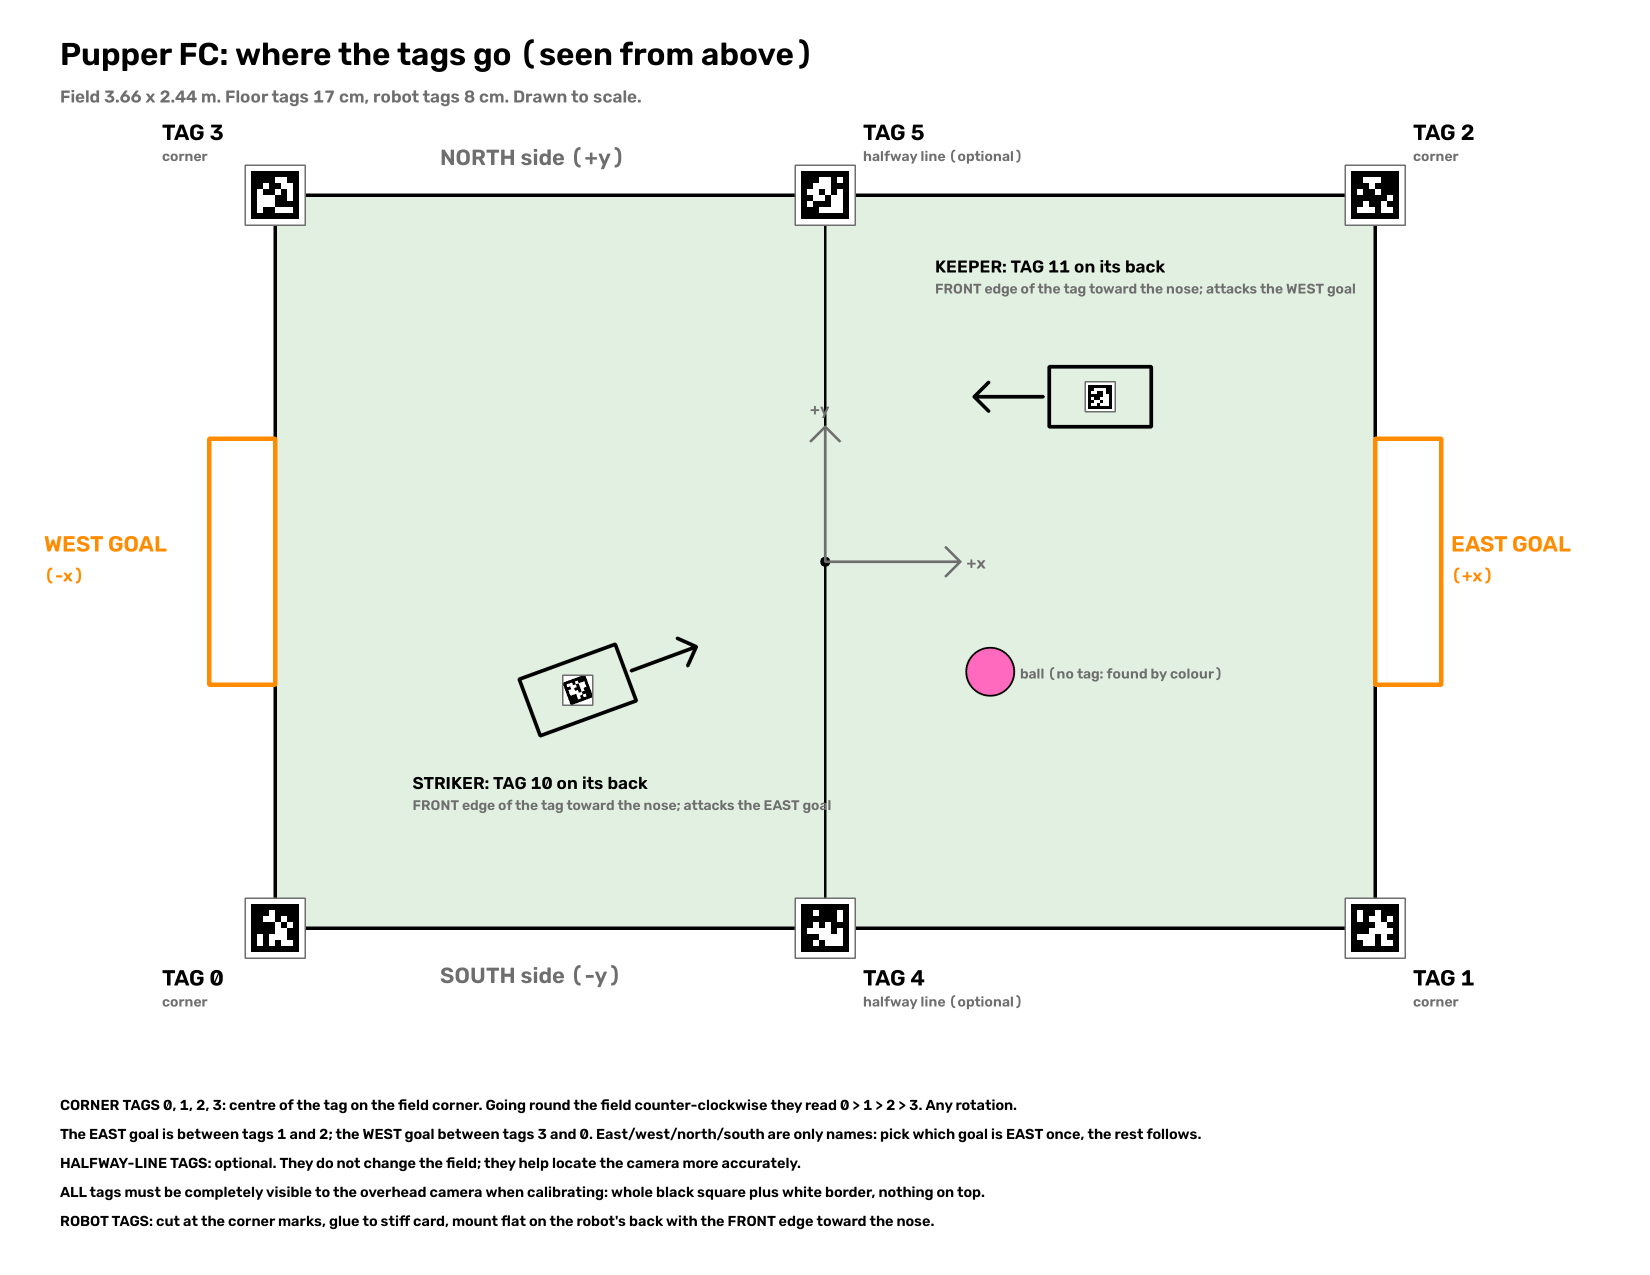 Pupper FC: where the tags go (seen from above)
Field 3.66 x 2.44 m. Floor tags 17 cm, robot tags 8 cm. Drawn to scale.
TAG 3
corner
NORTH side (+y)
TAG 5
halfway line (optional)
TAG 2
corner
KEEPER: TAG 11 on its back
FRONT edge of the tag toward the nose; attacks the WEST goal
+y
WEST GOAL
(-x)
+x
EAST GOAL
(+x)
ball (no tag: found by colour)
STRIKER: TAG 10 on its back
FRONT edge of the tag toward the nose; attacks the EAST goal
TAG 0
corner
SOUTH side (-y)
TAG 4
halfway line (optional)
TAG 1
corner
CORNER TAGS 0, 1, 2, 3: centre of the tag on the field corner. Going round the field counter-clockwise they read 0 > 1 > 2 > 3. Any rotation.
The EAST goal is between tags 1 and 2; the WEST goal between tags 3 and 0. East/west/north/south are only names: pick which goal is EAST once, the rest follows.
HALFWAY-LINE TAGS: optional. They do not change the field; they help locate the camera more accurately.
ALL tags must be completely visible to the overhead camera when calibrating: whole black square plus white border, nothing on top.
ROBOT TAGS: cut at the corner marks, glue to stiff card, mount flat on the robot's back with the FRONT edge toward the nose.